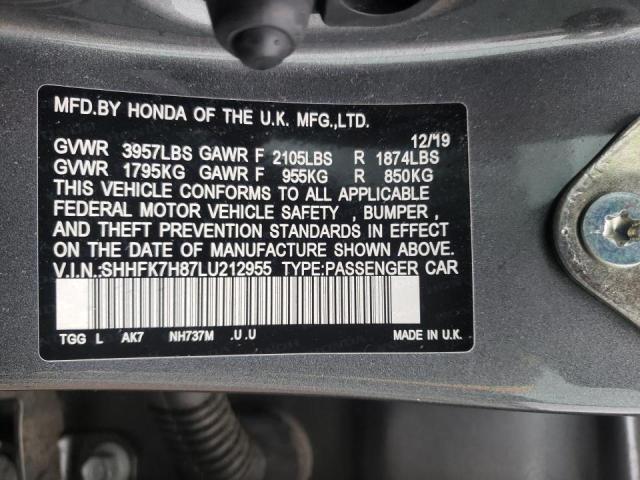 MFD.BY HONDA OF THE U.K. MFG.,LTD.
12/19
GVWR 3957LBS GAWR F 2105LBS R 1874LBS
GVWR 1795KG GAWR F 955KG R 850KG
THIS VEHICLE CONFORMS TO ALL APPLICABLE
FEDERAL MOTOR VEHICLE SAFETY , BUMPER ,
AND THEFT PREVENTION STANDARDS IN EFFECT
ON THE DATE OF MANUFACTURE SHOWN ABOVE.
V.I.N.:SHHFK7H87LU212955 TYPE:PASSENGER CAR
TGG L AK7 NH737M .U.U MADE IN U.K.